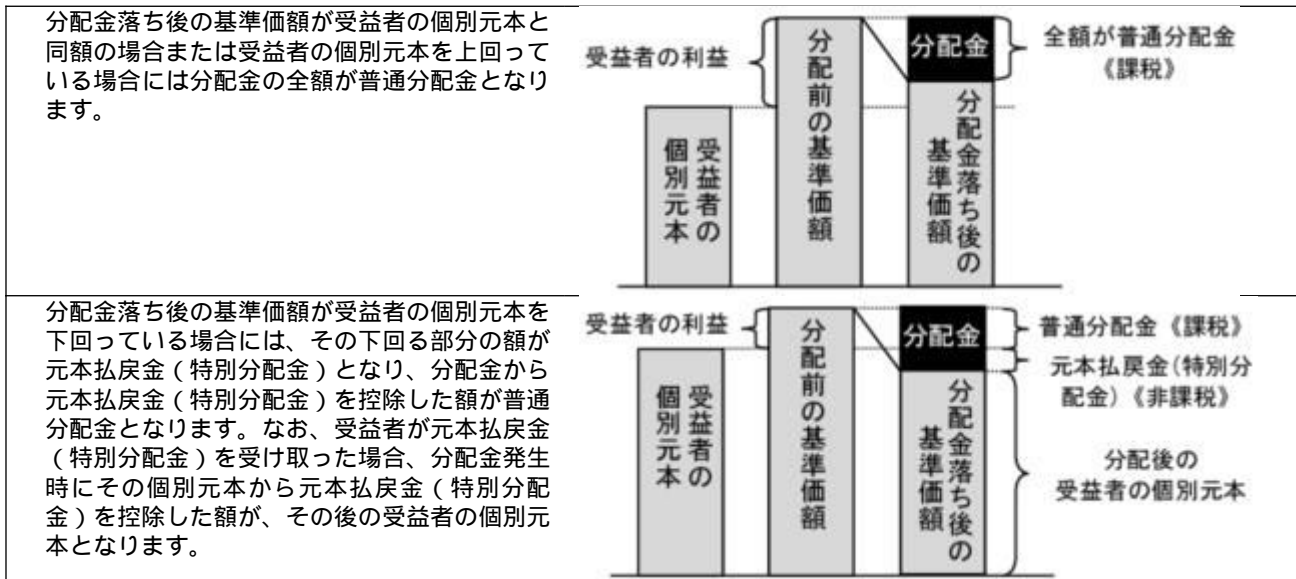 分配金落ち後の基準価額が受益者の個別元本と
同額の場合または受益者の個別元本を上回って
いる場合には分配金の全額が普通分配金となり
ます。
受益者の利益
受益者の
個別元本
分配前の基準価額
分配金
分配金落ち後の
基準価額
全額が普通分配金
《課税》
分配金落ち後の基準価額が受益者の個別元本を
下回っている場合には、その下回る部分の額が
元本払戻金(特別分配金)となり、分配金から
元本払戻金(特別分配金)を控除した額が普通
分配金となります。なお、受益者が元本払戻金
(特別分配金)を受け取った場合、分配金発生
時にその個別元本から元本払戻金(特別分配
金)を控除した額が、その後の受益者の個別元
本となります。
受益者の利益
受益者の
個別元本
分配前の基準価額
分配金
分配金落ち後の
基準価額
普通分配金《課税》
元本払戻金(特別分
配金)《非課税》
分配後の
受益者の個別元本